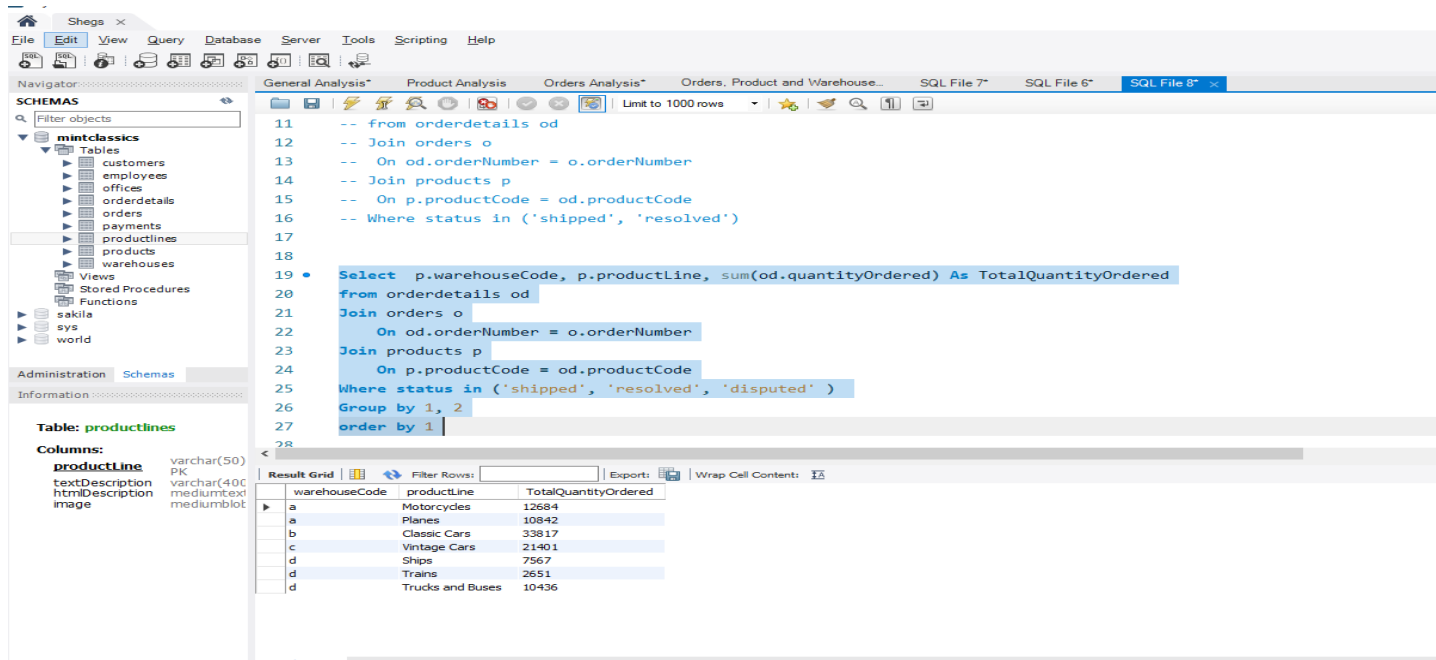 Shegs ×
File Edit View Query Database Server Tools Scripting Help
Navigator
General Analysis* Product Analysis Orders Analysis* Orders, Product and Warehouse... SQL File 7* SQL File 6* SQL File 8* ×
SCHEMAS
Filter objects
mintclassics
Tables
customers
employees
offices
orderdetails
orders
payments
productlines
products
warehouses
Views
Stored Procedures
Functions
sakila
sys
world
Administration Schemas
Information
Table: productlines
Columns:
productLine varchar(50) PK
textDescription varchar(400
htmlDescription mediumtext
image mediumblob
Limit to 1000 rows
11 -- from orderdetails od
12 -- Join orders o
13 -- On od.orderNumber = o.orderNumber
14 -- Join products p
15 -- On p.productCode = od.productCode
16 -- Where status in ('shipped', 'resolved')
17
18
19 Select p.warehouseCode, p.productLine, sum(od.quantityOrdered) As TotalQuantityOrdered
20 from orderdetails od
21 Join orders o
22 On od.orderNumber = o.orderNumber
23 Join products p
24 On p.productCode = od.productCode
25 Where status in ('shipped', 'resolved', 'disputed' )
26 Group by 1, 2
27 order by 1
28
Result Grid Filter Rows: Export: Wrap Cell Content:
warehouseCode productLine TotalQuantityOrdered
a Motorcycles 12684
a Planes 10842
b Classic Cars 33817
c Vintage Cars 21401
d Ships 7567
d Trains 2651
d Trucks and Buses 10436